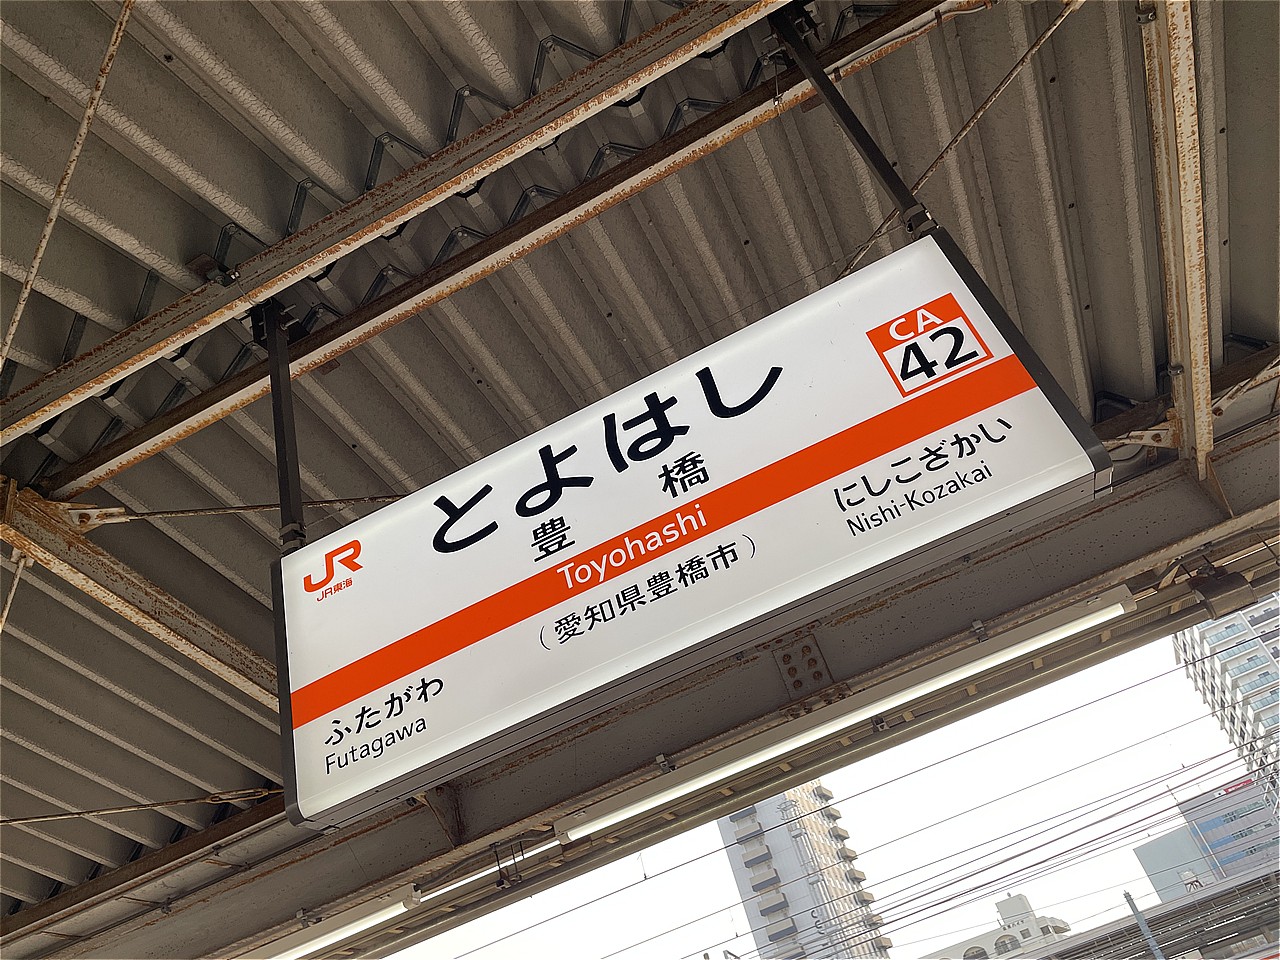 CA
42
とよはし
豊橋
JR
JR東海
Toyohashi
(愛知県豊橋市)
ふたがわ
Futagawa
にしこざかい
Nishi-Kozakai